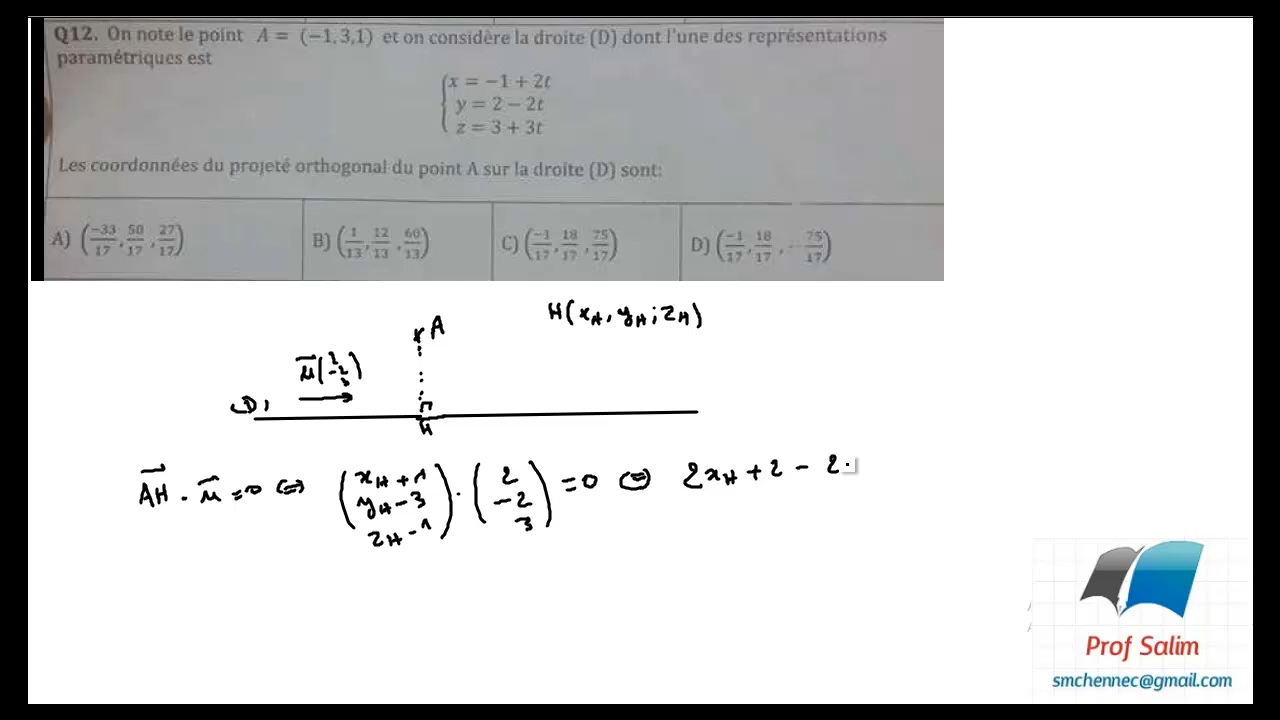 Q12. On note le point A = (−1,3,1) et on considère la droite (D) dont l'une des représentations
paramétriques est
x = −1 + 2t
y = 2 − 2t
z = 3 + 3t
Les coordonnées du projeté orthogonal du point A sur la droite (D) sont:
A) (-33/17, 50/17, 27/17)
B) (1/13, 12/13, 60/13)
C) (-1/17, 18/17, 75/17)
D) (-1/17, 18/17, -75/17)
A
H(xH, yH; zH)
(D)
H
AH · u = 0 ⇔ (xH + 1, yH − 3, zH − 1) · (2, −2, 3) = 0 ⇔ 2xH + 2 − 2
Prof Salim
smchennec@gmail.com